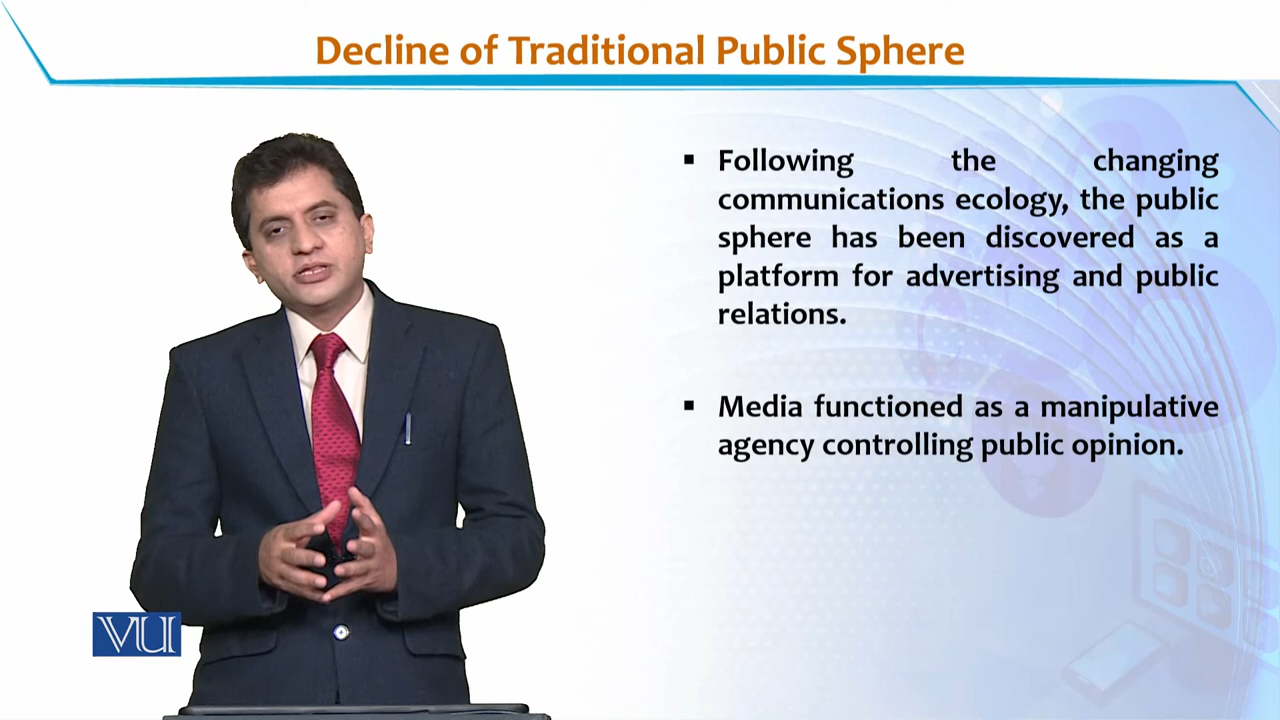 Decline of Traditional Public Sphere
▪ Following the changing
communications ecology, the public
sphere has been discovered as a
platform for advertising and public
relations.
▪ Media functioned as a manipulative
agency controlling public opinion.
VU